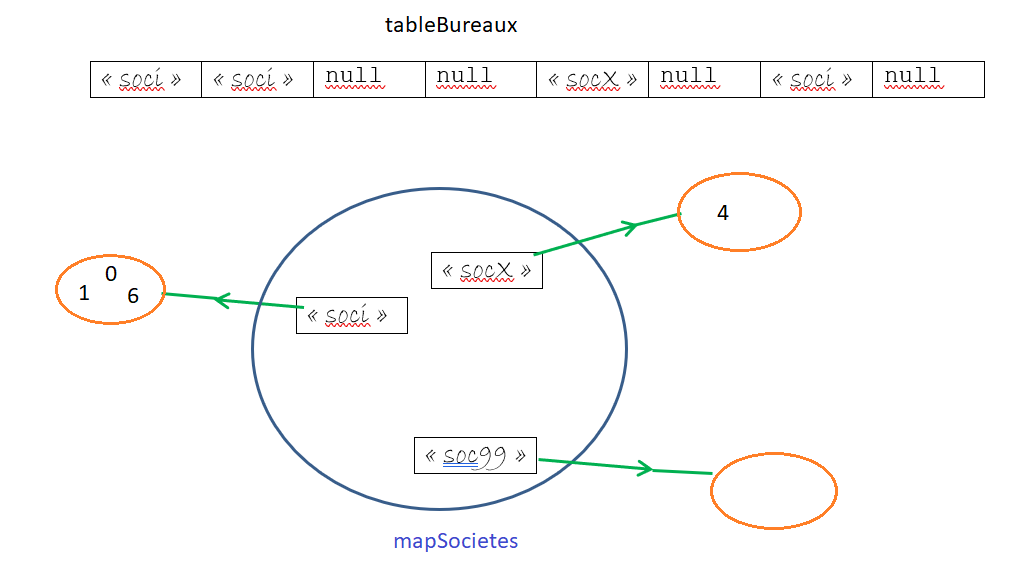 tableBureaux
« soci » « soci » null null « socX » null « soci » null
4
« socX »
0
1 6
« soci »
« soc99 »
mapSocietes